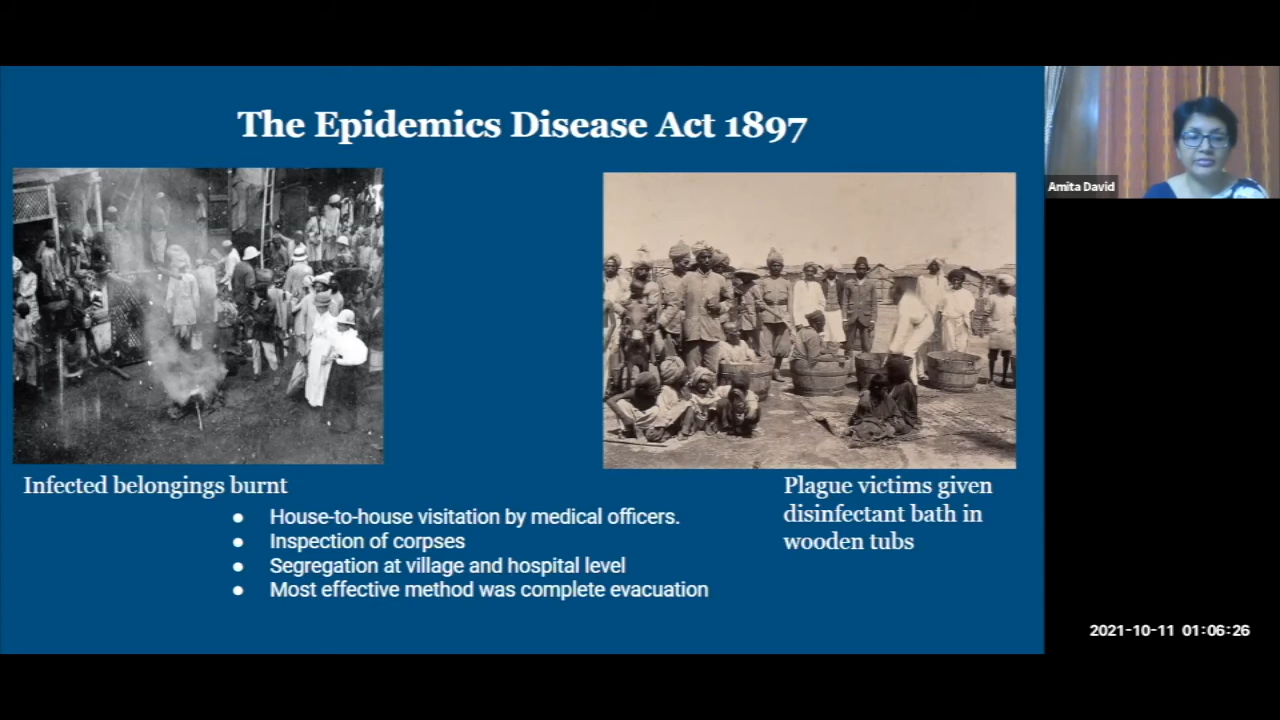 The Epidemics Disease Act 1897
Amita David
Infected belongings burnt
Plague victims given
disinfectant bath in
wooden tubs
● House-to-house visitation by medical officers.
● Inspection of corpses
● Segregation at village and hospital level
● Most effective method was complete evacuation
2021-10-11 01:06:26